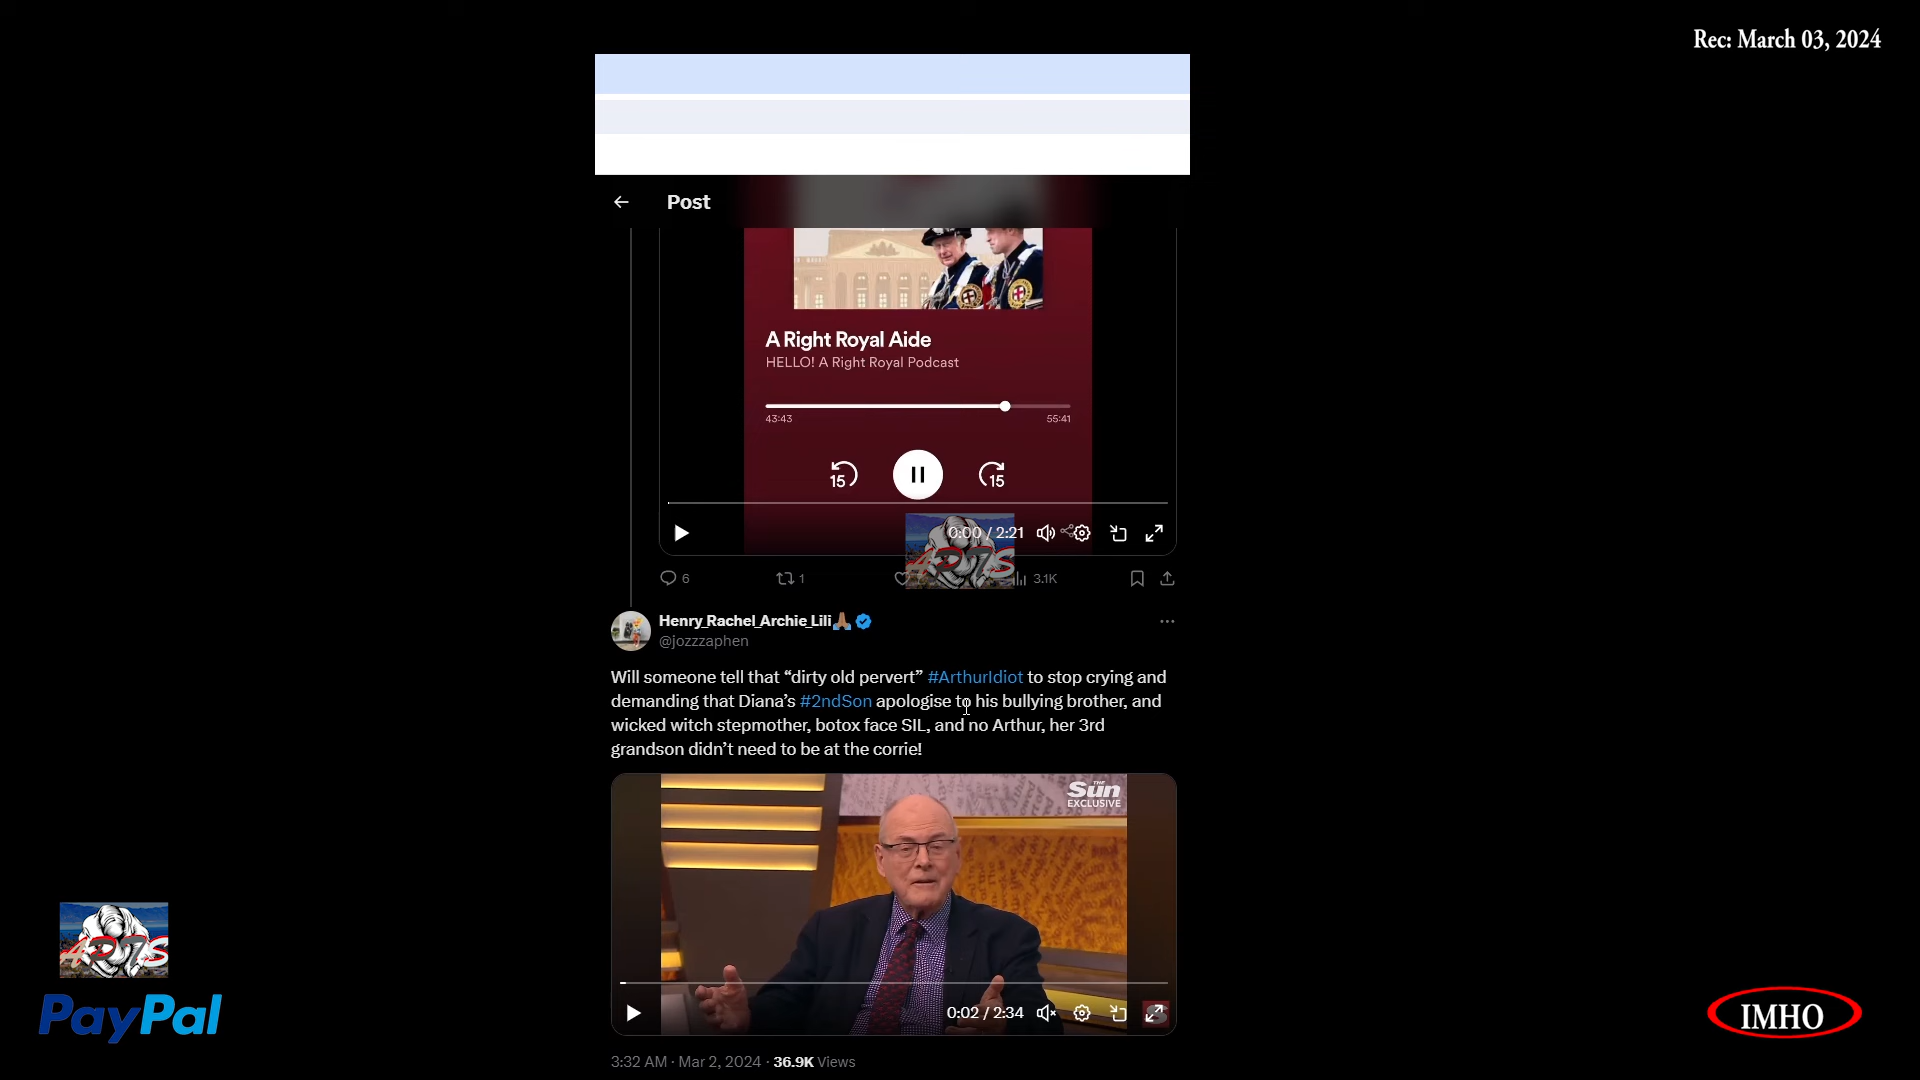 Rec: March 03, 2024
Post
A Right Royal Aide
HELLO! A Right Royal Podcast
43:43
55:41
15
15
0:00 / 2:21
6
1
3.1K
Henry_Rachel_Archie_Lili
@jozzzaphen
Will someone tell that “dirty old pervert” #ArthurIdiot to stop crying and
demanding that Diana’s #2ndSon apologise to his bullying brother, and
wicked witch stepmother, botox face SIL, and no Arthur, her 3rd
grandson didn’t need to be at the corrie!
THE
Sun
EXCLUSIVE
0:02 / 2:34
3:32 AM · Mar 2, 2024 · 36.9K Views
PayPal
IMHO